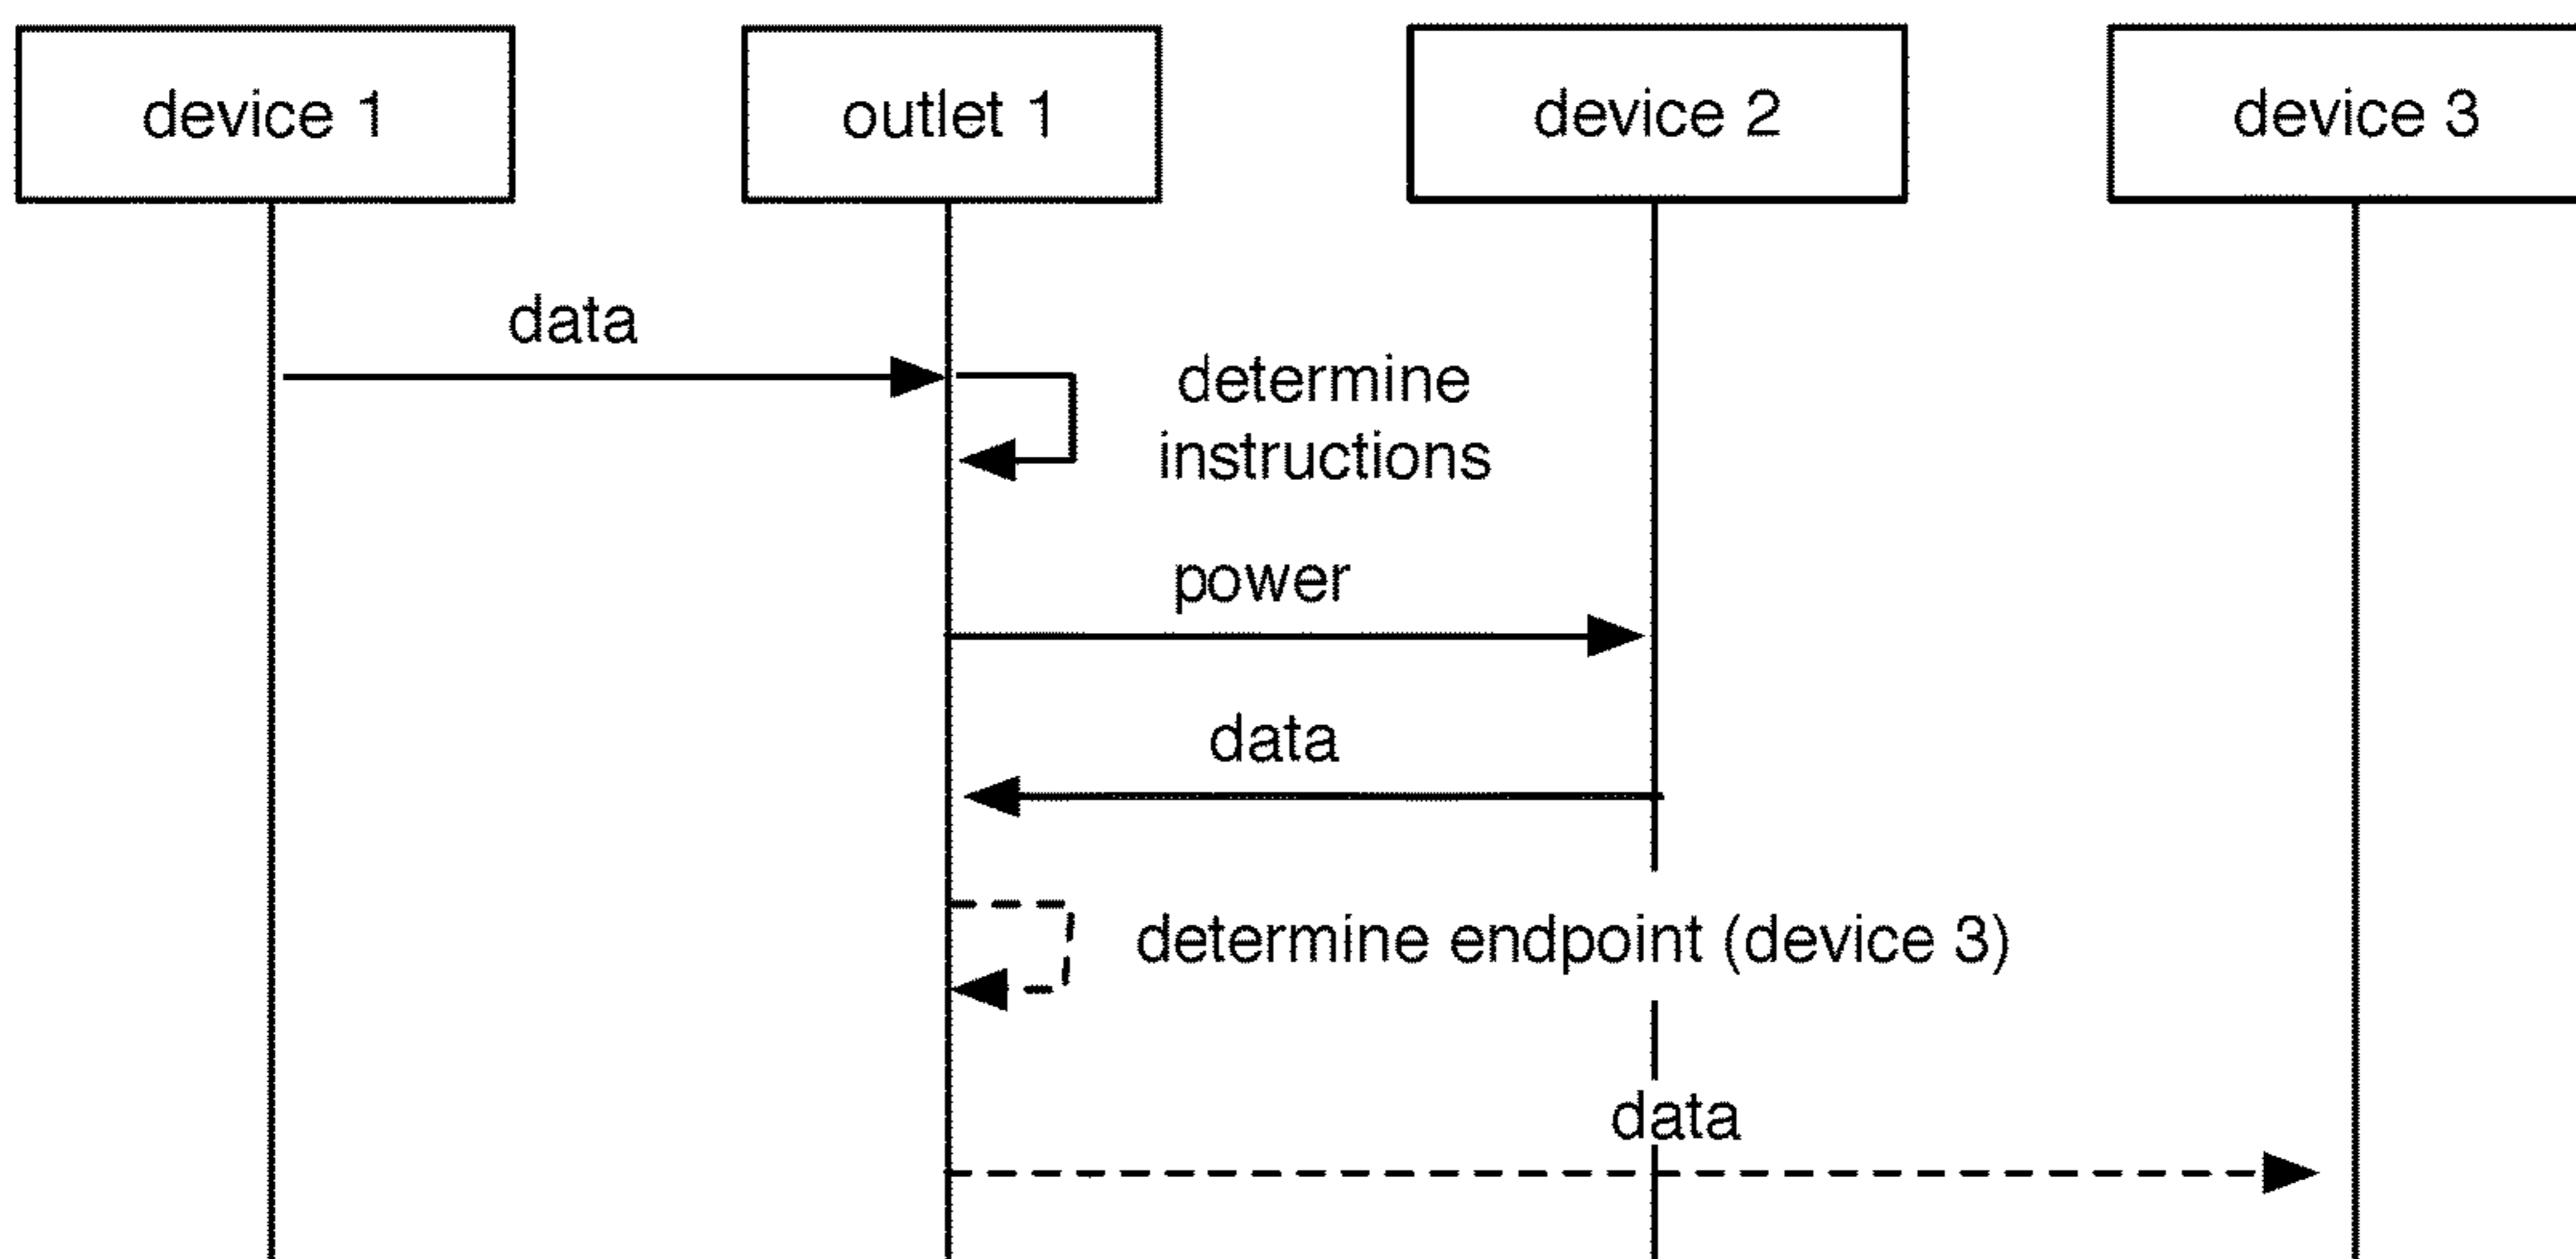 device 1
outlet 1
device 2
device 3
data
determine
instructions
power
data
determine endpoint (device 3)
data